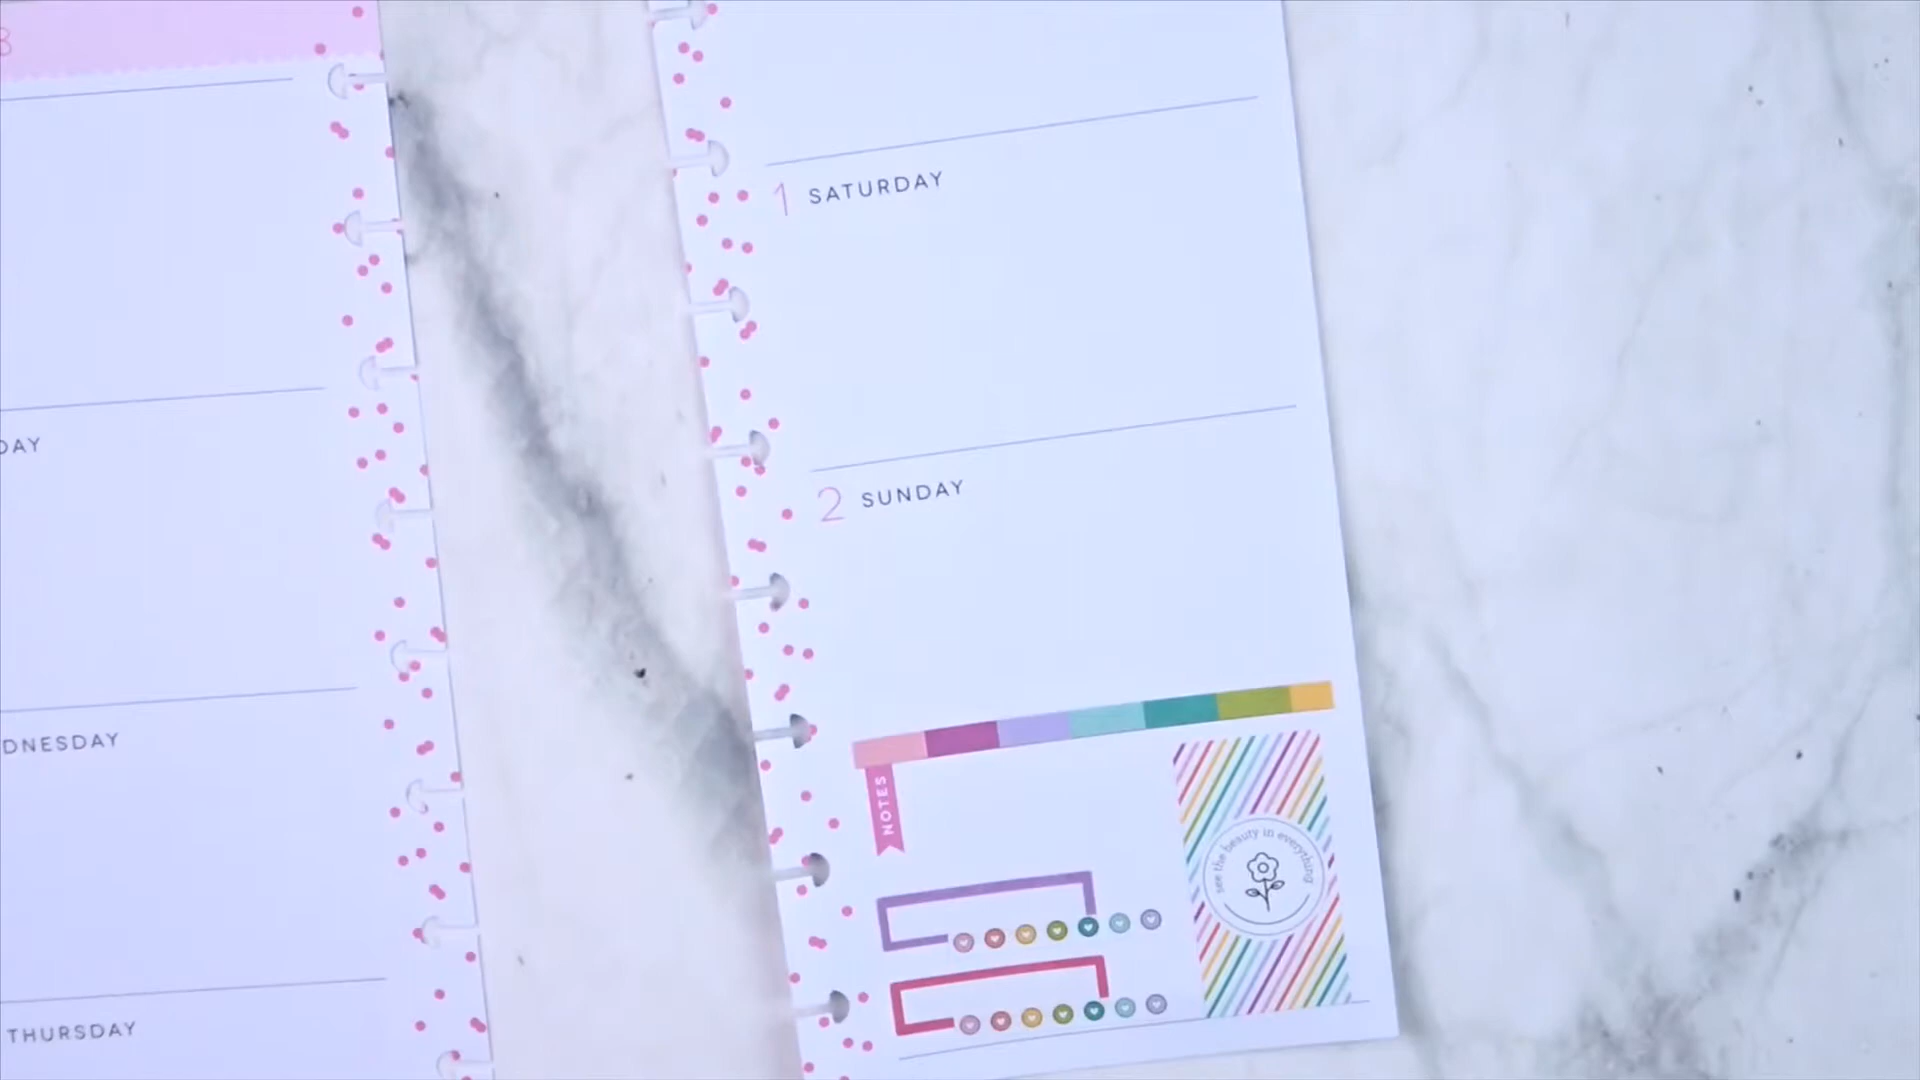 DAY
DNESDAY
THURSDAY
1 SATURDAY
2 SUNDAY
NOTES
see the beauty in everything